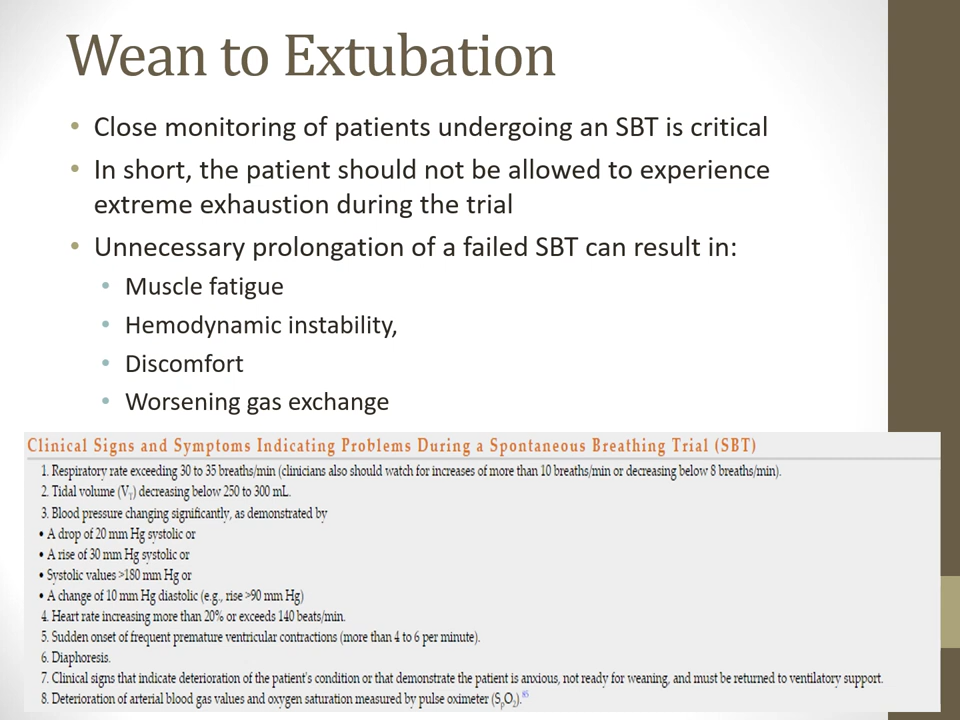 Wean to Extubation
• Close monitoring of patients undergoing an SBT is critical
• In short, the patient should not be allowed to experience
extreme exhaustion during the trial
• Unnecessary prolongation of a failed SBT can result in:
• Muscle fatigue
• Hemodynamic instability,
• Discomfort
• Worsening gas exchange
Clinical Signs and Symptoms Indicating Problems During a Spontaneous Breathing Trial (SBT)
1. Respiratory rate exceeding 30 to 35 breaths/min (clinicians also should watch for increases of more than 10 breaths/min or decreasing below 8 breaths/min).
2. Tidal volume (VT) decreasing below 250 to 300 mL.
3. Blood pressure changing significantly, as demonstrated by
• A drop of 20 mm Hg systolic or
• A rise of 30 mm Hg systolic or
• Systolic values >180 mm Hg or
• A change of 10 mm Hg diastolic (e.g., rise >90 mm Hg)
4. Heart rate increasing more than 20% or exceeds 140 beats/min.
5. Sudden onset of frequent premature ventricular contractions (more than 4 to 6 per minute).
6. Diaphoresis.
7. Clinical signs that indicate deterioration of the patient's condition or that demonstrate the patient is anxious, not ready for weaning, and must be returned to ventilatory support.
8. Deterioration of arterial blood gas values and oxygen saturation measured by pulse oximeter (SpO2).85